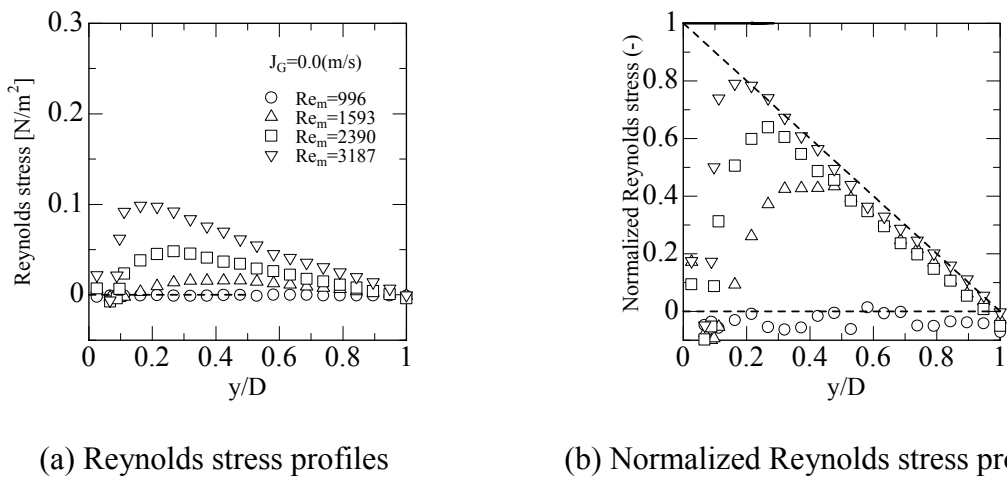 0.3
0.2
0.1
0
Reynolds stress [N/m²]
J_G=0.0(m/s)
Re_m=996
Re_m=1593
Re_m=2390
Re_m=3187
0 0.2 0.4 0.6 0.8 1
y/D
(a) Reynolds stress profiles
1
0.8
0.6
0.4
0.2
0
Normalized Reynolds stress (-)
0 0.2 0.4 0.6 0.8 1
y/D
(b) Normalized Reynolds stress pro